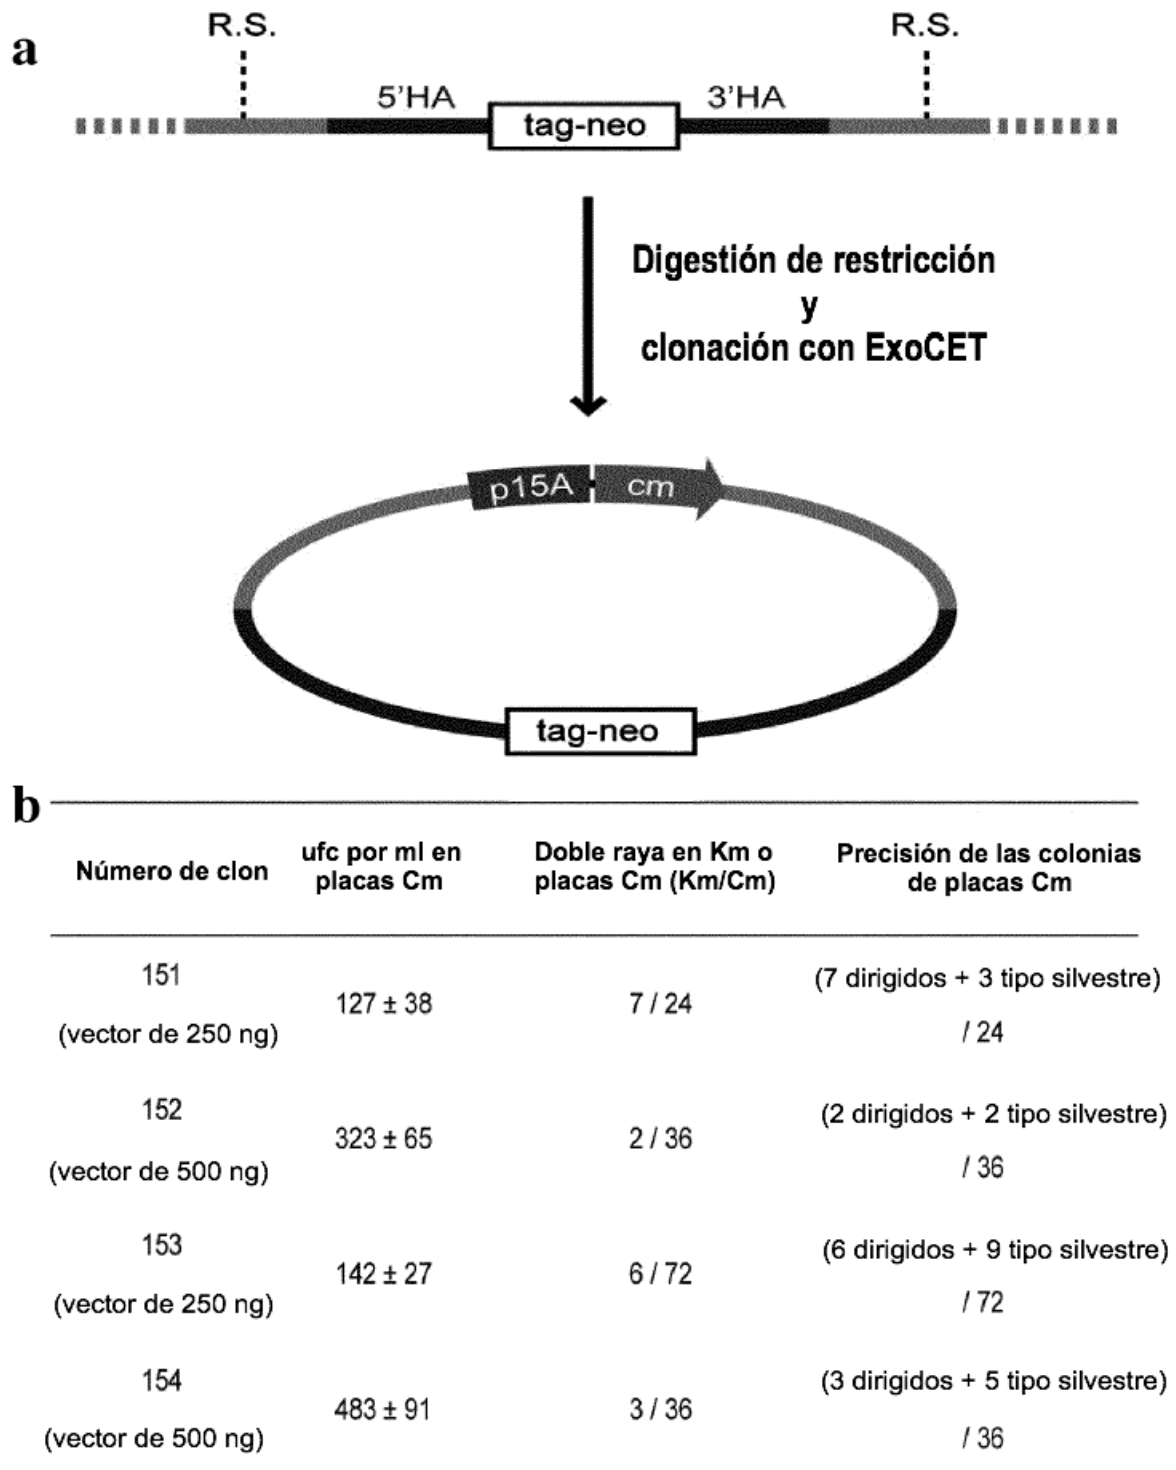 a
R.S.
R.S.
5'HA
3'HA
tag-neo
Digestión de restricción
y
clonación con ExoCET
p15A
cm
tag-neo
b
Número de clon
ufc por ml en
placas Cm
Doble raya en Km o
placas Cm (Km/Cm)
Precisión de las colonias
de placas Cm
151
(vector de 250 ng)
127 ± 38
7 / 24
(7 dirigidos + 3 tipo silvestre)
/ 24
152
(vector de 500 ng)
323 ± 65
2 / 36
(2 dirigidos + 2 tipo silvestre)
/ 36
153
(vector de 250 ng)
142 ± 27
6 / 72
(6 dirigidos + 9 tipo silvestre)
/ 72
154
(vector de 500 ng)
483 ± 91
3 / 36
(3 dirigidos + 5 tipo silvestre)
/ 36